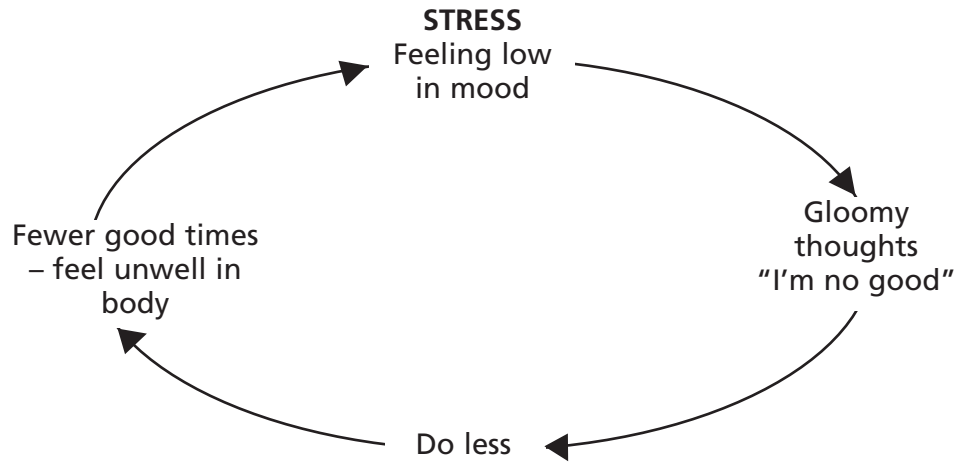 STRESS
Feeling low
in mood
Gloomy
thoughts
“I’m no good”
Do less
Fewer good times
– feel unwell in
body